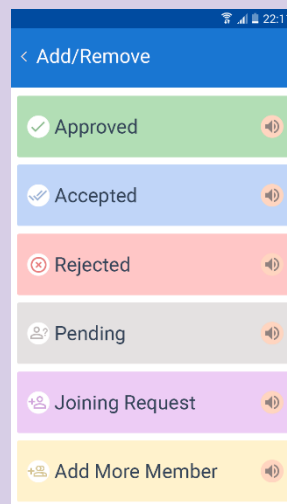 22:1
Add/Remove
Approved
Accepted
Rejected
Pending
Joining Request
Add More Member